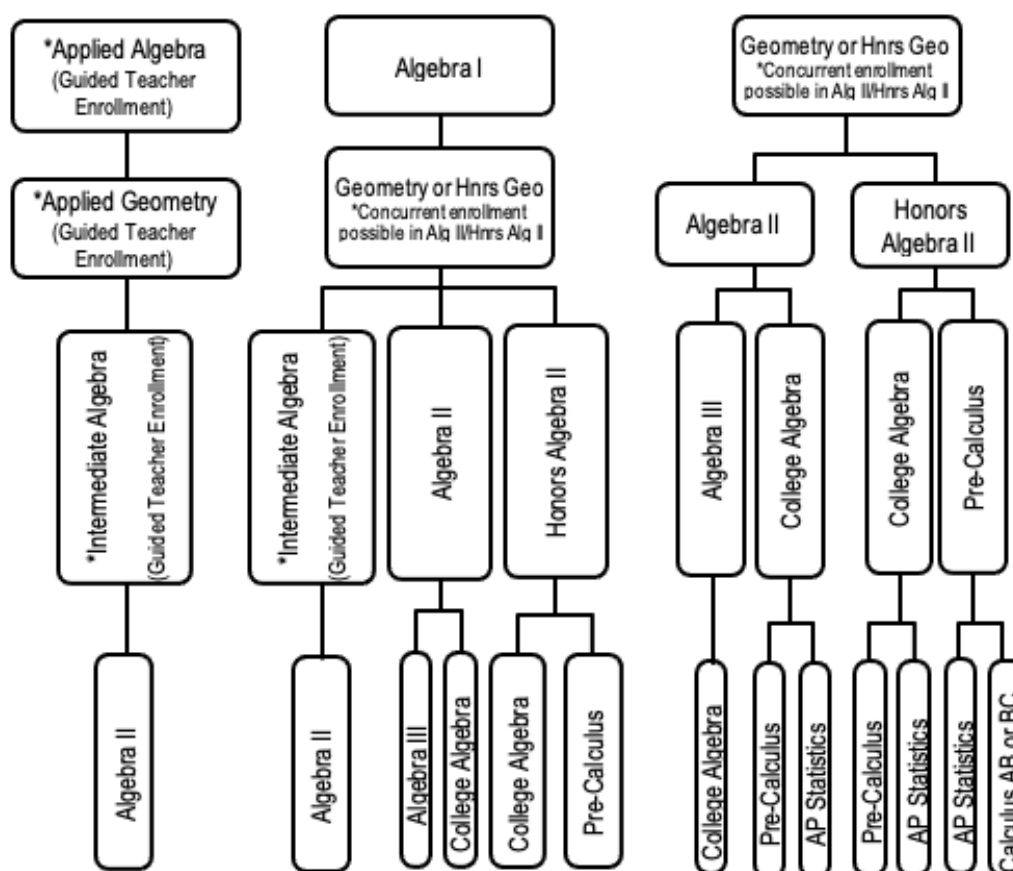 *Applied Algebra
(Guided Teacher
Enrollment)
*Applied Geometry
(Guided Teacher
Enrollment)
*Intermediate Algebra
(Guided Teacher Enrollment)
Algebra II
Algebra I
Geometry or Hnrs Geo
*Concurrent enrollment
possible in Alg II/Hnrs Alg II
*Intermediate Algebra
(Guided Teacher Enrollment)
Algebra II
Honors Algebra II
Algebra II
Algebra III
College Algebra
College Algebra
Pre-Calculus
Geometry or Hnrs Geo
*Concurrent enrollment
possible in Alg II/Hnrs Alg II
Algebra II
Honors
Algebra II
Algebra III
College Algebra
College Algebra
Pre-Calculus
College Algebra
Pre-Calculus
AP Statistics
Pre-Calculus
AP Statistics
AP Statistics
Calculus AB or BC